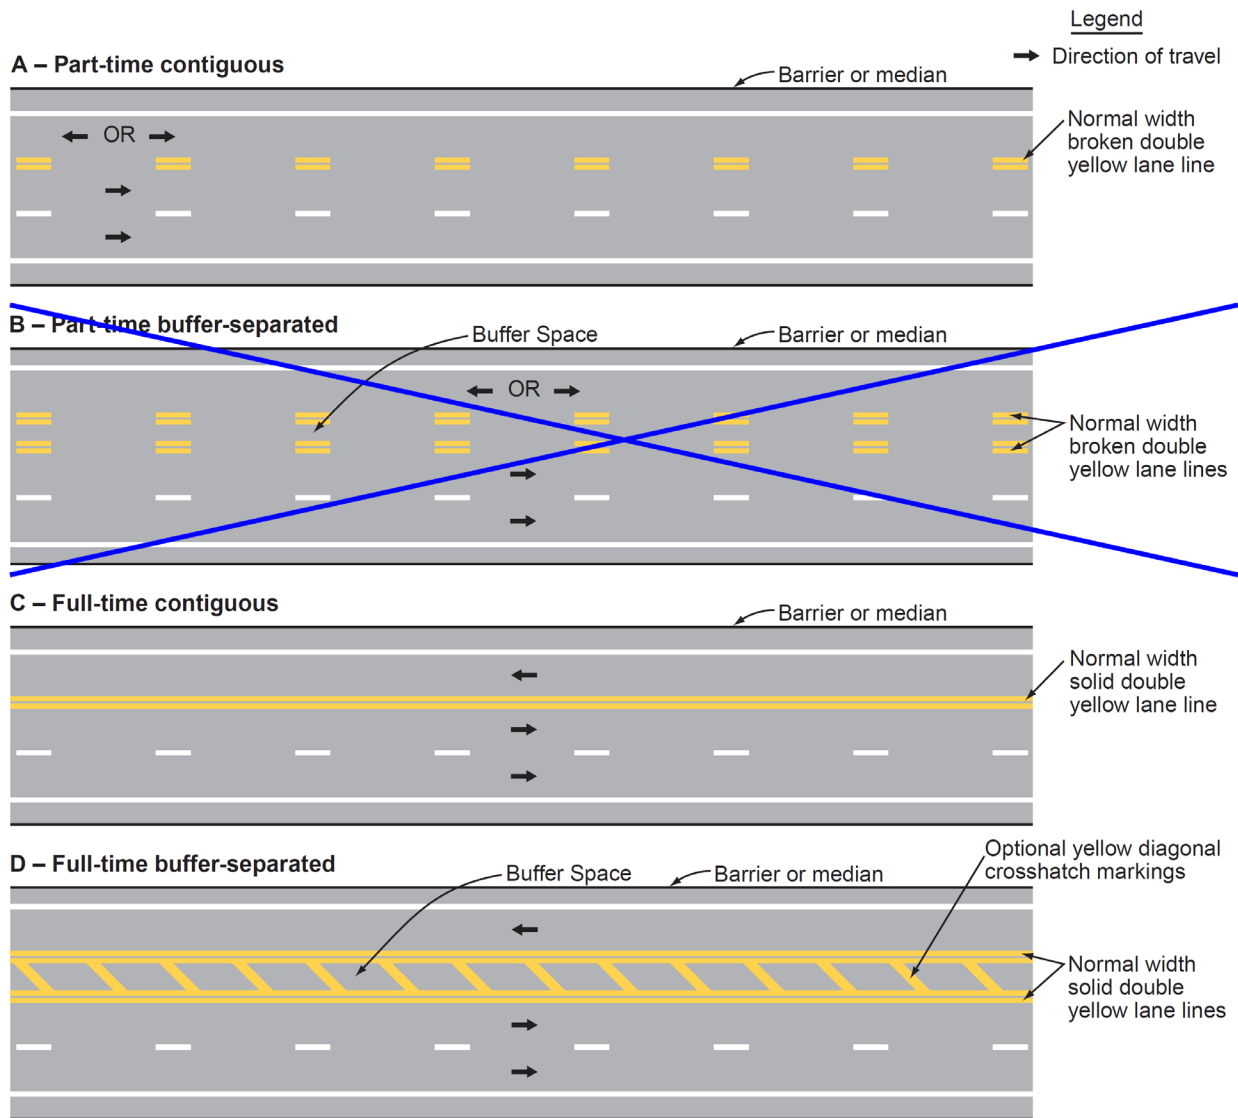 Legend
Direction of travel
A – Part-time contiguous
Barrier or median
OR
Normal width
broken double
yellow lane line
B – Part-time buffer-separated
Buffer Space
Barrier or median
OR
Normal width
broken double
yellow lane lines
C – Full-time contiguous
Barrier or median
Normal width
solid double
yellow lane line
D – Full-time buffer-separated
Buffer Space
Barrier or median
Optional yellow diagonal
crosshatch markings
Normal width
solid double
yellow lane lines